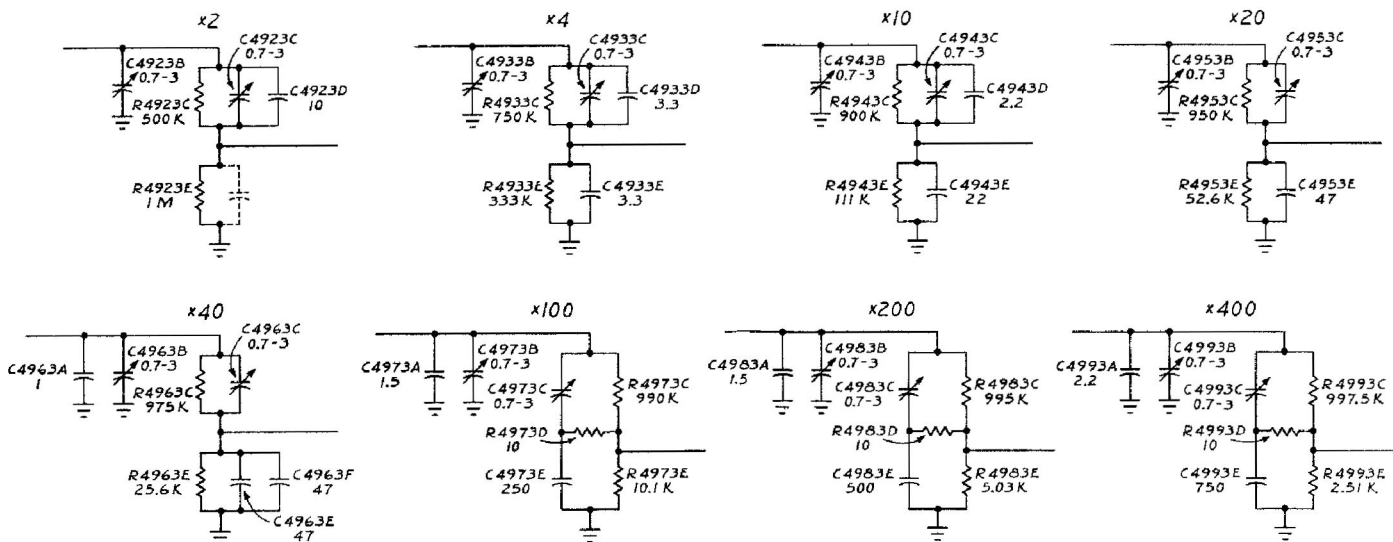 x2
C4923B
0.7-3
C4923C
0.7-3
C4923D
10
R4923C
500K
R4923E
1M
x4
C4933B
0.7-3
C4933C
0.7-3
C4933D
3.3
R4933C
750K
R4933E
333K
C4933E
3.3
x10
C4943B
0.7-3
C4943C
0.7-3
C4943D
2.2
R4943C
900K
R4943E
111K
C4943E
22
x20
C4953B
0.7-3
C4953C
0.7-3
R4953C
950K
R4953E
52.6K
C4953E
47
x40
C4963A
1
C4963B
0.7-3
C4963C
0.7-3
R4963C
975K
R4963E
25.6K
C4963F
47
C4963E
47
x100
C4973A
1.5
C4973B
0.7-3
C4973C
0.7-3
R4973C
990K
R4973D
10
C4973E
250
R4973E
10.1K
x200
C4983A
1.5
C4983B
0.7-3
C4983C
0.7-3
R4983C
995K
R4983D
10
C4983E
500
R4983E
5.03K
x400
C4993A
2.2
C4993B
0.7-3
C4993C
0.7-3
R4993C
997.5K
R4993D
10
C4993E
750
R4993E
2.51K